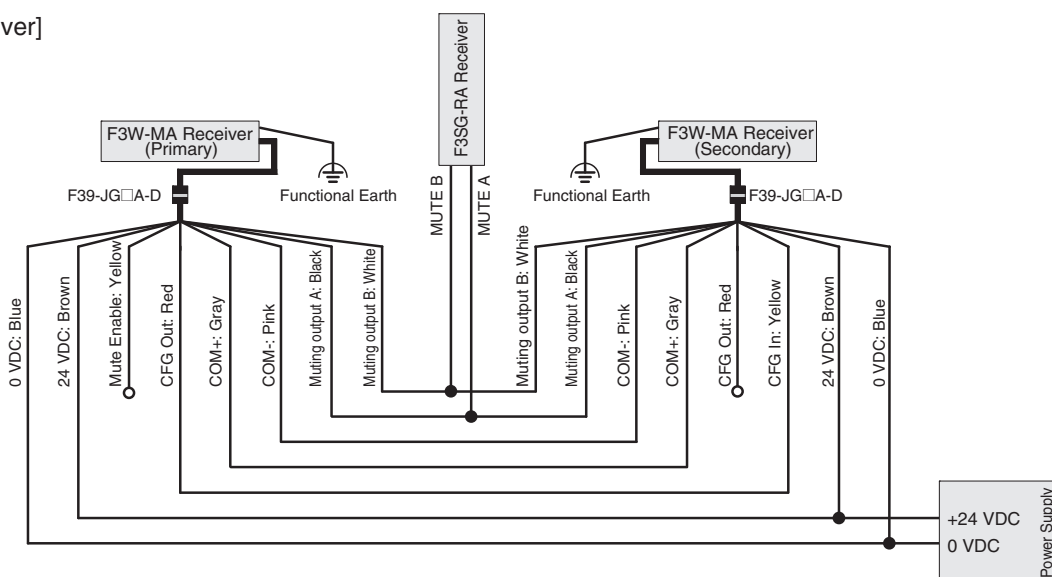 ver]
F3SG-RA Receiver
F3W-MA Receiver
(Primary)
F3W-MA Receiver
(Secondary)
F39-JG□A-D
Functional Earth
MUTE B
MUTE A
Functional Earth
F39-JG□A-D
0 VDC: Blue
24 VDC: Brown
Mute Enable: Yellow
CFG Out: Red
COM+: Gray
COM-: Pink
Muting output A: Black
Muting output B: White
Muting output B: White
Muting output A: Black
COM-: Pink
COM+: Gray
CFG Out: Red
CFG In: Yellow
24 VDC: Brown
0 VDC: Blue
+24 VDC
0 VDC
Power Supply